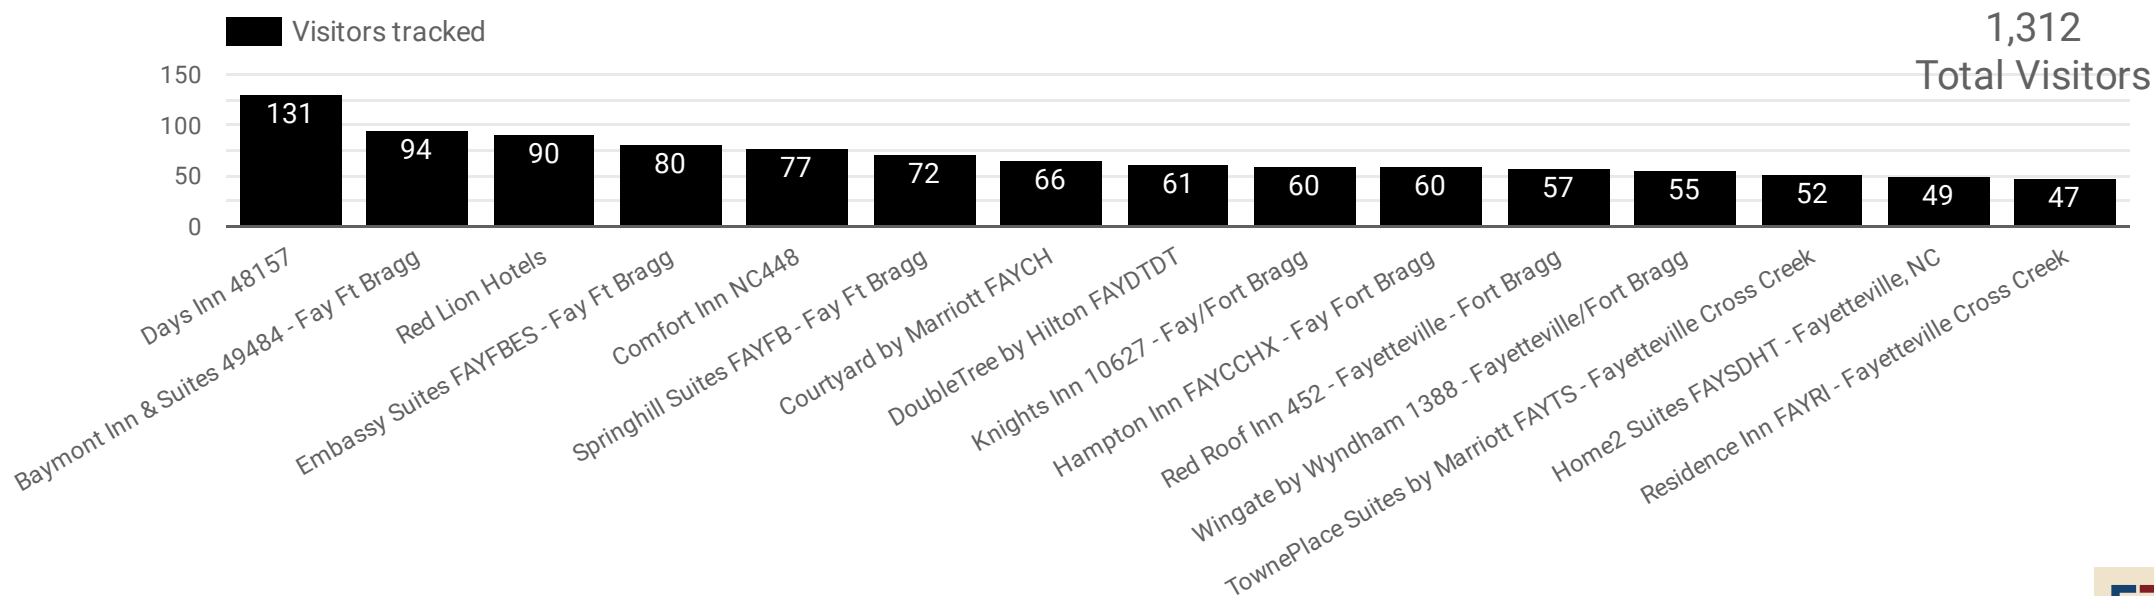 Visitors tracked
1,312
Total Visitors
150
100
50
0
131
94
90
80
77
72
66
61
60
60
57
55
52
49
47
Days Inn 48157
Baymont Inn & Suites 49484 - Fay Ft Bragg
Red Lion Hotels
Embassy Suites FAYFBES - Fay Ft Bragg
Comfort Inn NC448
Springhill Suites FAYFB - Fay Ft Bragg
Courtyard by Marriott FAYCH
DoubleTree by Hilton FAYDTDT
Knights Inn 10627 - Fay/Fort Bragg
Hampton Inn FAYCCHX - Fay Fort Bragg
Red Roof Inn 452 - Fayetteville - Fort Bragg
Wingate by Wyndham 1388 - Fayetteville/Fort Bragg
TownePlace Suites by Marriott FAYTS - Fayetteville Cross Creek
Home2 Suites FAYSDHT - Fayetteville, NC
Residence Inn FAYRI - Fayetteville Cross Creek